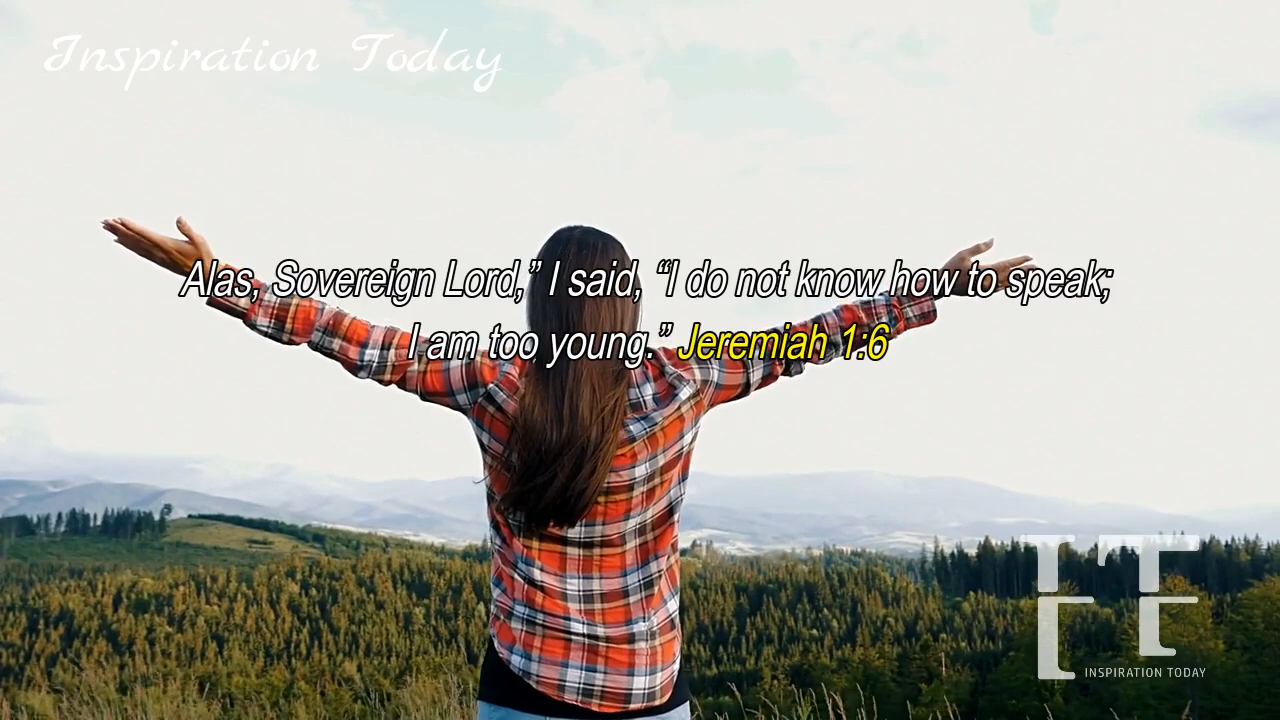 Inspiration Today
Alas, Sovereign Lord,” I said, “I do not know how to speak;
I am too young.” Jeremiah 1:6
INSPIRATION TODAY